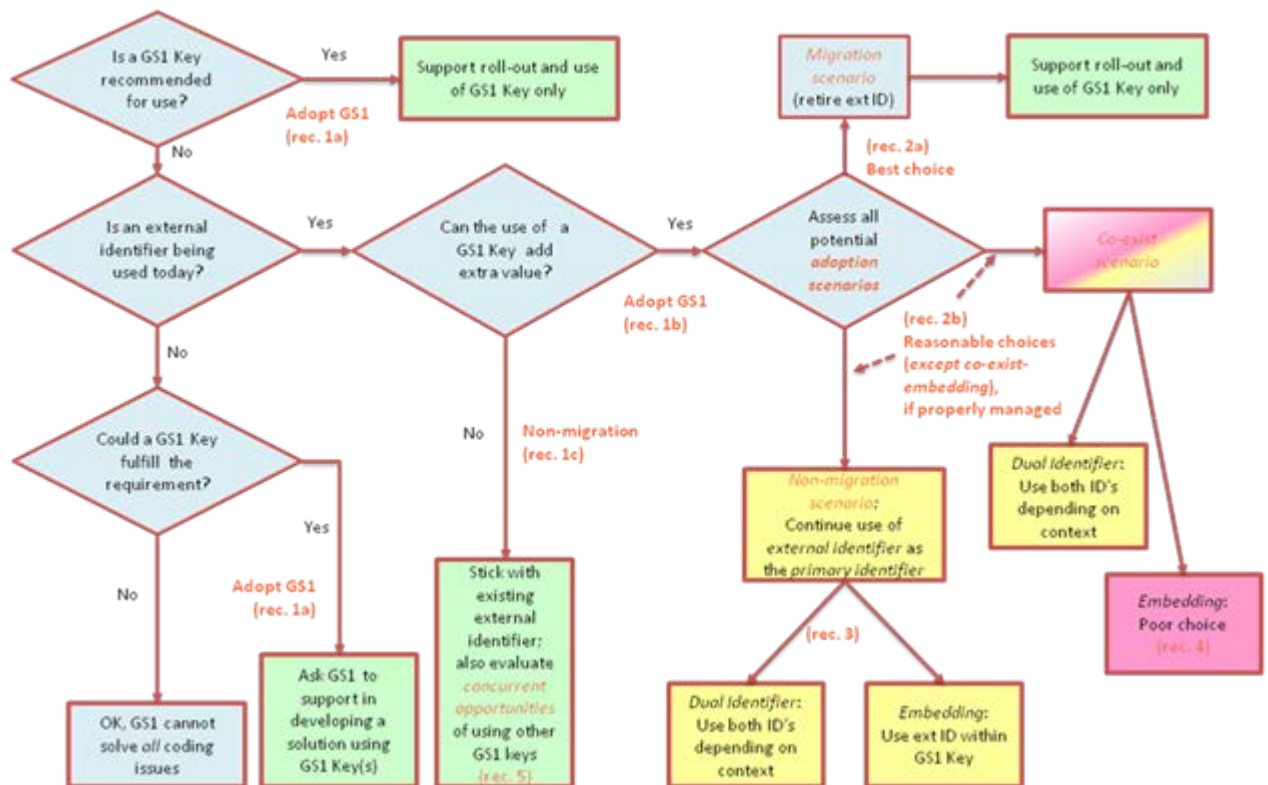 Is a GS1 Key
recommended
for use?
Yes
Adopt GS1
(rec. 1a)
Support roll-out and use
of GS1 Key only
No
Migration
scenario
(retire ext ID)
Support roll-out and
use of GS1 Key only
(rec. 2a)
Best choice
Is an external
identifier being
used today?
Yes
Can the use of a
GS1 Key add
extra value?
Yes
Adopt GS1
(rec. 1b)
Assess all
potential
adoption
scenarios
Co-exist
scenario
(rec. 2b)
Reasonable choices
(except co-exist-
embedding),
if properly managed
No
Could a GS1 Key
fulfill the
requirement?
No
Non-migration
(rec. 1c)
Yes
Adopt GS1
(rec. 1a)
No
Non-migration
scenario:
Continue use of
external identifier as
the primary identifier
Dual Identifier:
Use both ID's
depending on
context
Embedding:
Poor choice
(rec. 4)
(rec. 3)
OK, GS1 cannot
solve all coding
issues
Ask GS1 to
support in
developing a
solution using
GS1 Key(s)
Stick with
existing
external
identifier;
also evaluate
concurrent
opportunities
of using other
GS1 keys
(rec. 5)
Dual Identifier:
Use both ID's
depending on
context
Embedding:
Use ext ID within
GS1 Key